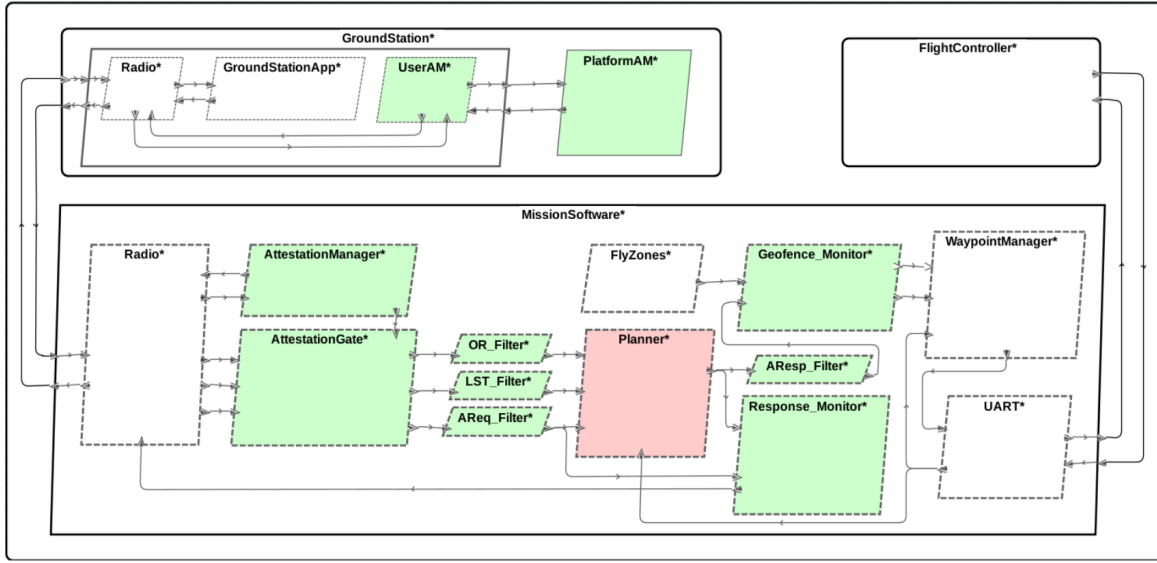 GroundStation*
FlightController*
Radio*
GroundStationApp*
UserAM*
PlatformAM*
MissionSoftware*
Radio*
AttestationManager*
FlyZones*
Geofence_Monitor*
WaypointManager*
AttestationGate*
OR_Filter*
Planner*
AResp_Filter*
LST_Filter*
AReq_Filter*
Response_Monitor*
UART*